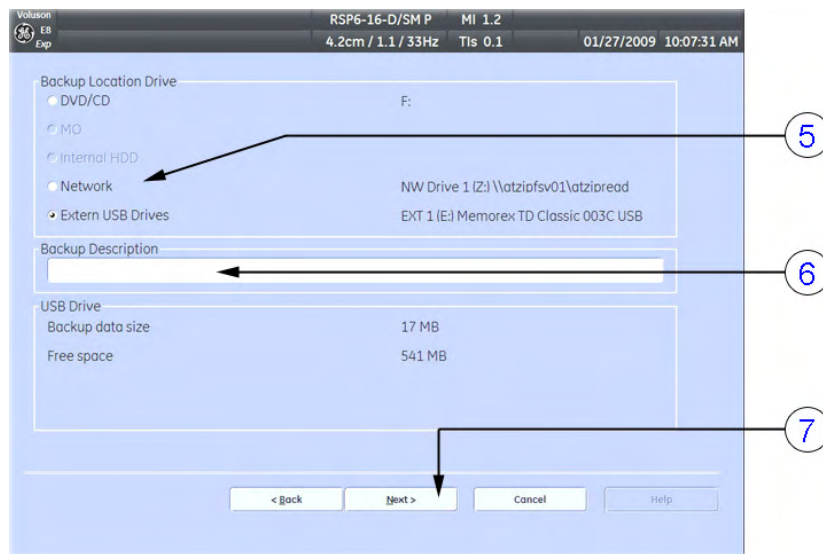 Voluson
E8
Exp
RSP6-16-D/SM P MI 1.2
4.2cm / 1.1 / 33Hz TIs 0.1 01/27/2009 10:07:31 AM
Backup Location Drive
DVD/CD F:
MO
Internal HDD
5
Network NW Drive 1 (Z:) \\atzipfsv01\atzipread
Extern USB Drives EXT 1 (E:) Memorex TD Classic 003C USB
Backup Description
6
USB Drive
Backup data size 17 MB
Free space 541 MB
7
< Back Next > Cancel Help